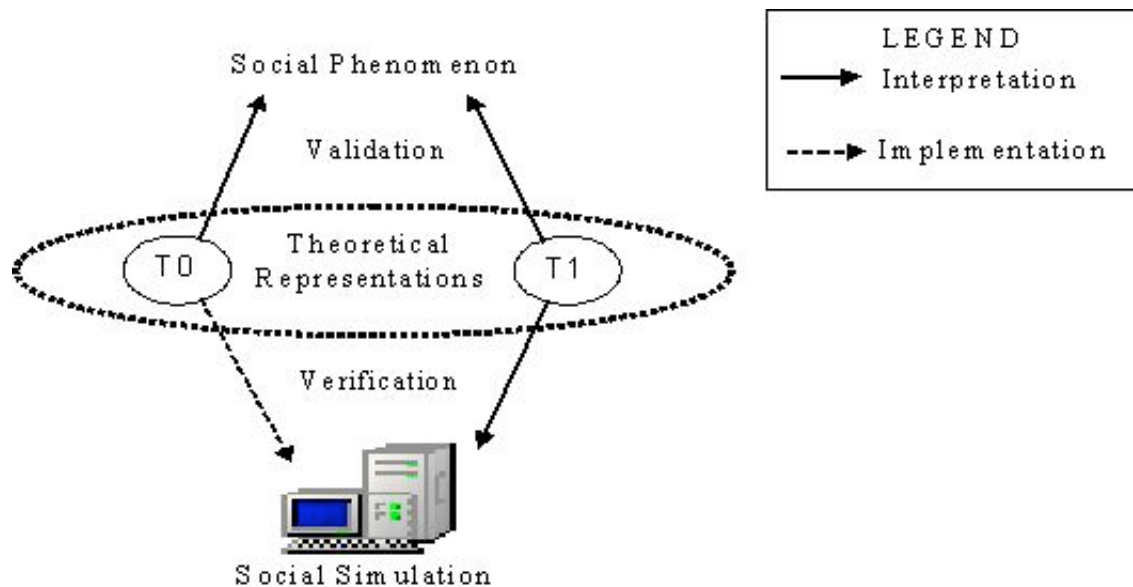 LEGEND
Interpretation
Implementation
Social Phenomenon
Validation
T0
Theoretical
Representations
T1
Verification
Social Simulation